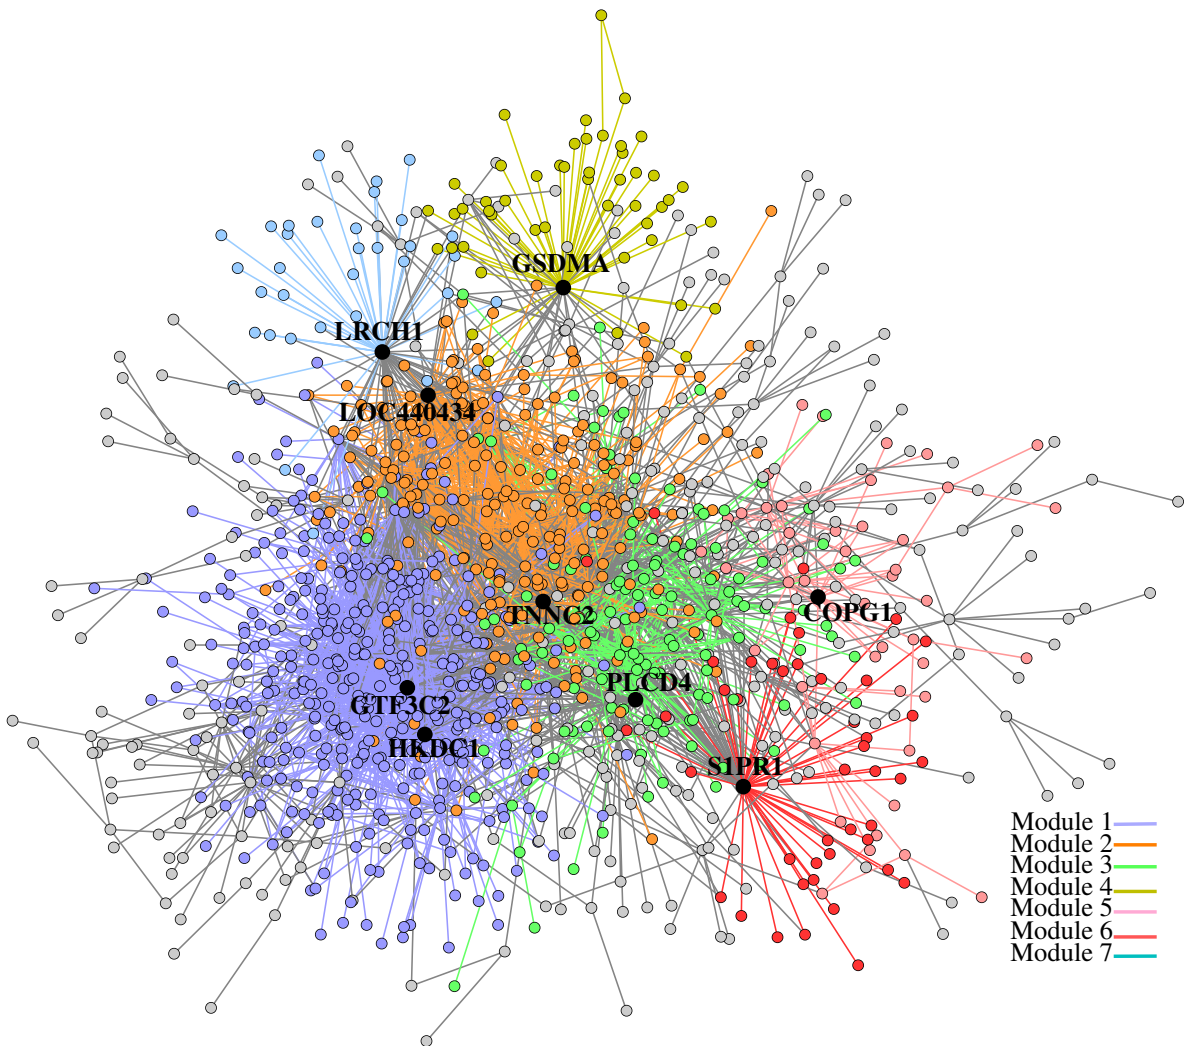 GSDMA
LRCH1
LOC440434
TNNC2
COPG1
PLCD4
GTF3C2
HKDC1
S1PR1
Module 1
Module 2
Module 3
Module 4
Module 5
Module 6
Module 7